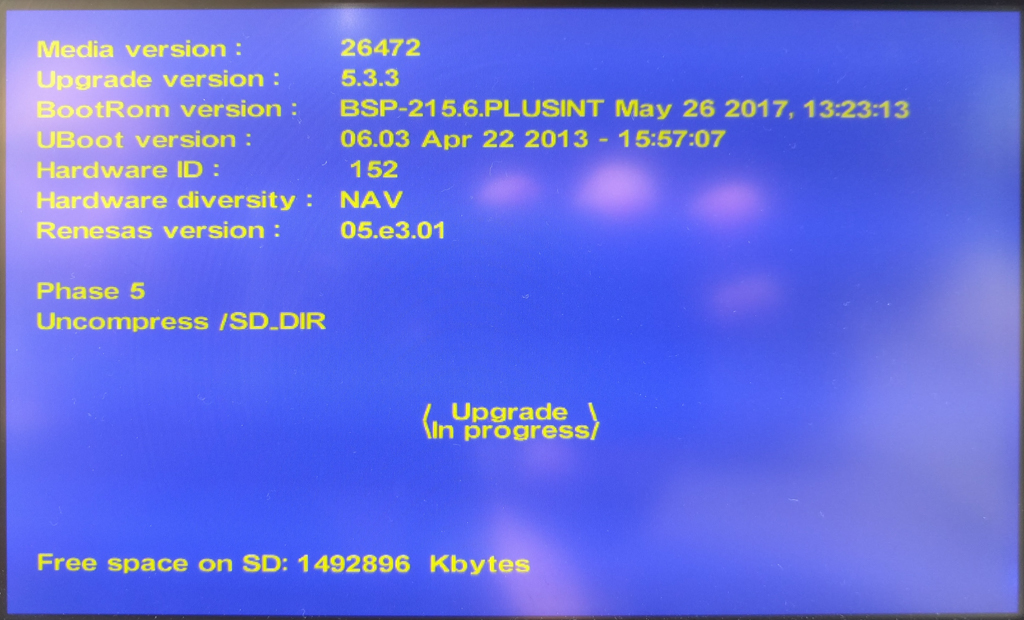 Media version : 26472
Upgrade version : 5.3.3
BootRom version : BSP-215.6.PLUSINT May 26 2017, 13:23:13
UBoot version : 06.03 Apr 22 2013 - 15:57:07
Hardware ID : 152
Hardware diversity : NAV
Renesas version : 05.e3.01
Phase 5
Uncompress /SD_DIR
/ Upgrade \
\In progress/
Free space on SD: 1492896 Kbytes